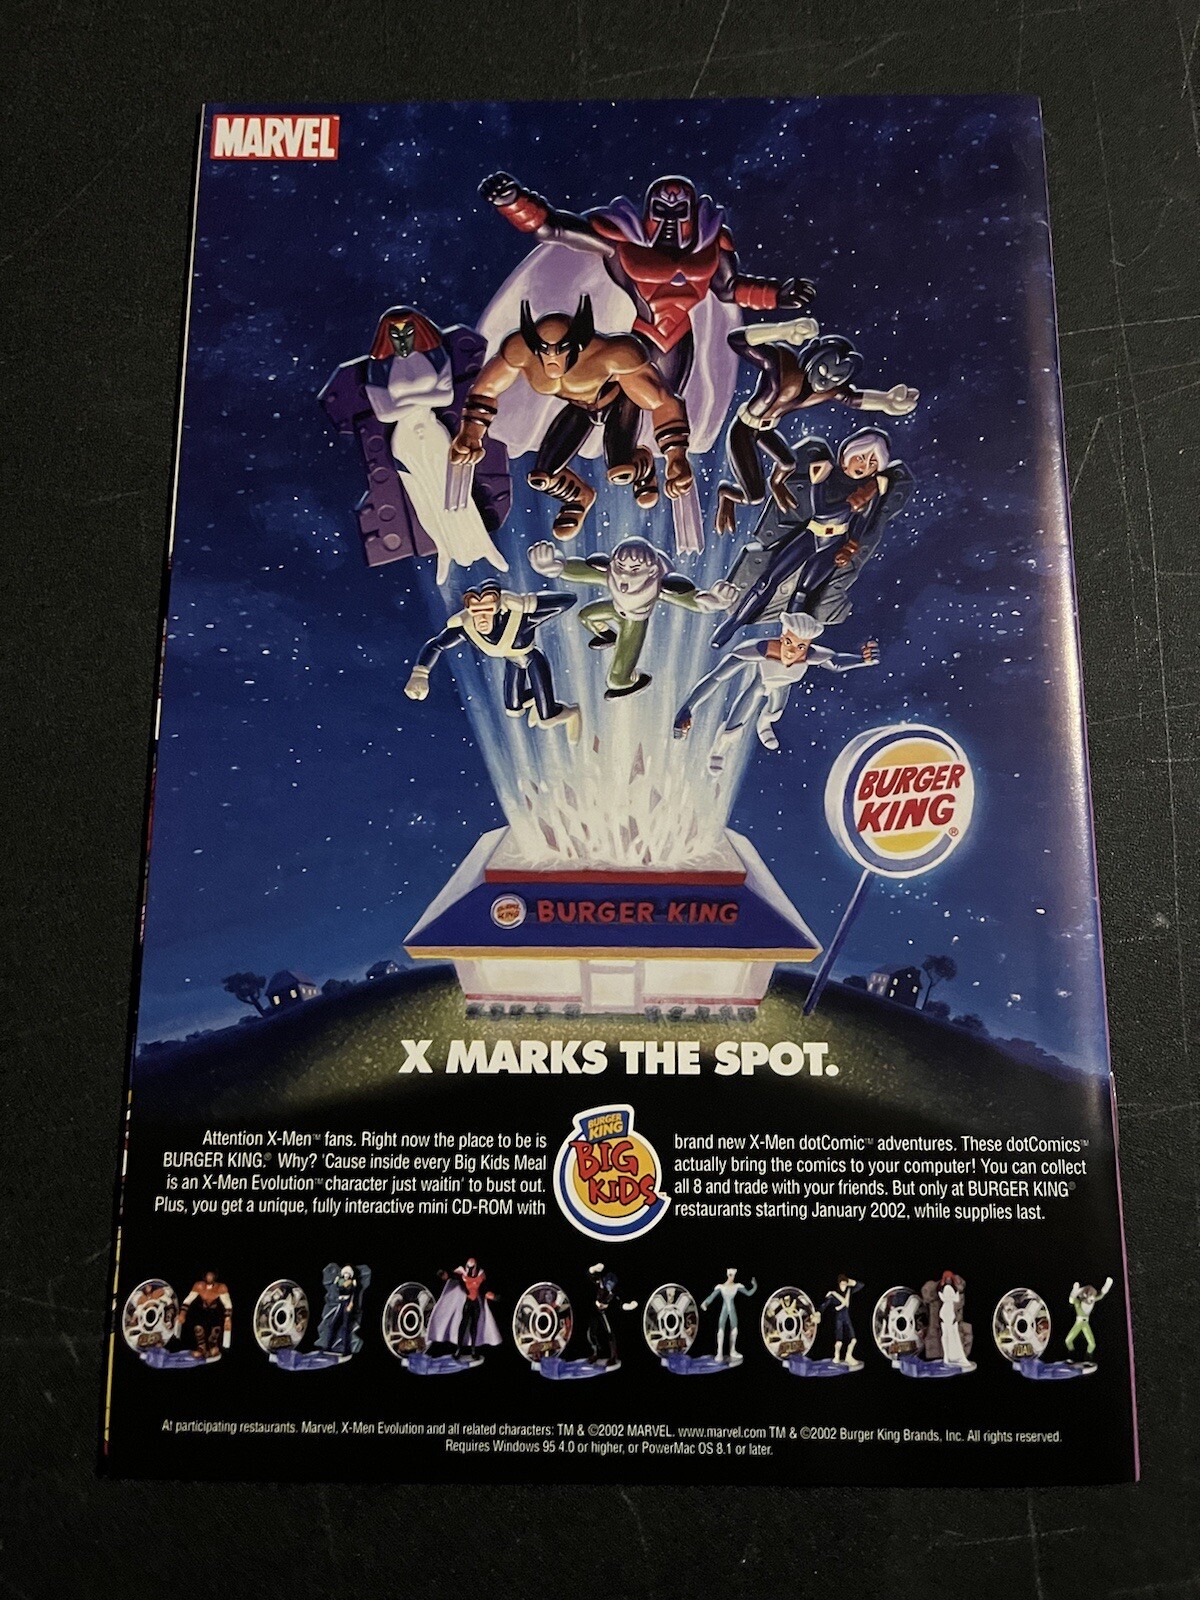 MARVEL
BURGER
KING®
BURGER KING
BURGER KING
X MARKS THE SPOT.
Attention X-Men™ fans. Right now the place to be is
BURGER KING.® Why? 'Cause inside every Big Kids Meal
is an X-Men Evolution™ character just waitin' to bust out.
Plus, you get a unique, fully interactive mini CD-ROM with
BURGER
KING
BIG
KIDS™
brand new X-Men dotComic™ adventures. These dotComics™
actually bring the comics to your computer! You can collect
all 8 and trade with your friends. But only at BURGER KING®
restaurants starting January 2002, while supplies last.
At participating restaurants. Marvel, X-Men Evolution and all related characters: TM & ©2002 MARVEL. www.marvel.com TM & ©2002 Burger King Brands, Inc. All rights reserved.
Requires Windows 95 4.0 or higher, or PowerMac OS 8.1 or later.